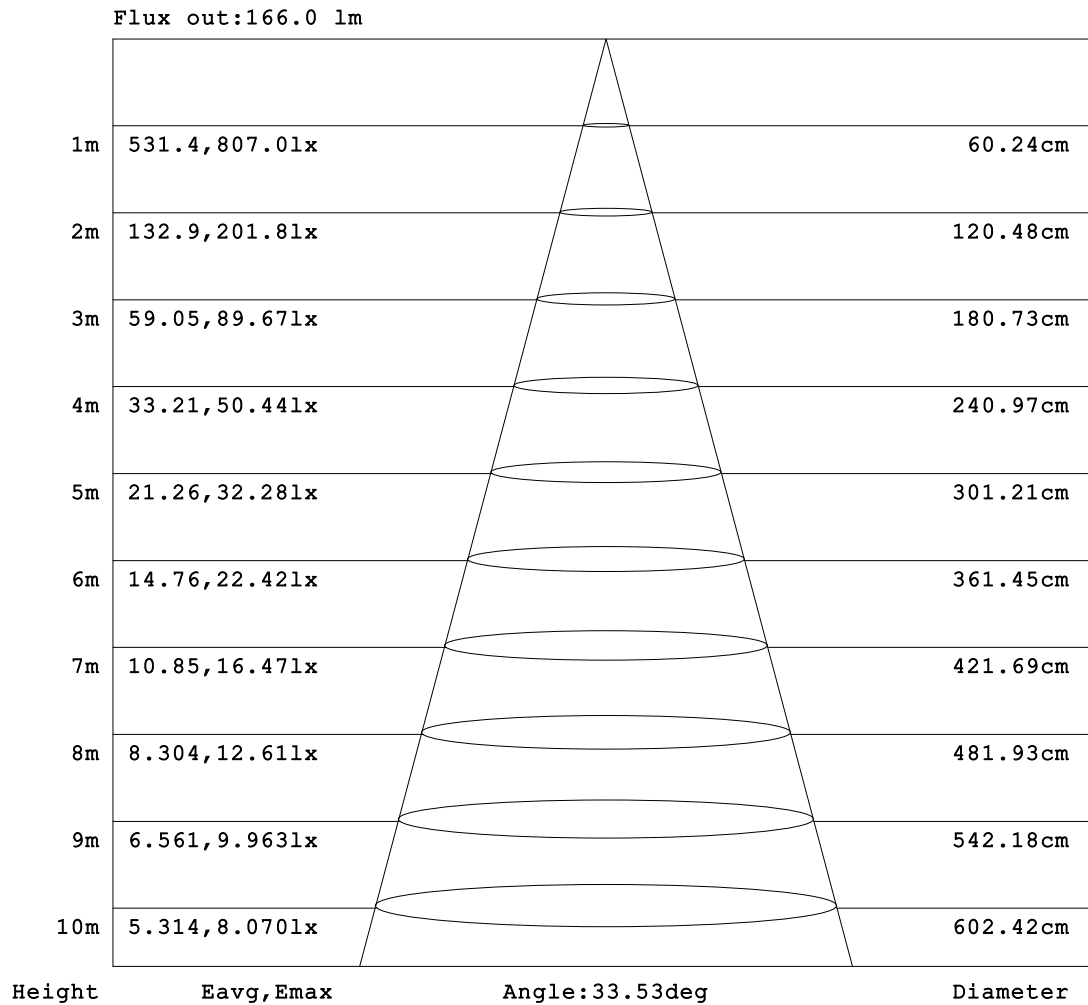 Flux out:166.0 lm
1m 531.4,807.0lx 60.24cm
2m 132.9,201.8lx 120.48cm
3m 59.05,89.67lx 180.73cm
4m 33.21,50.44lx 240.97cm
5m 21.26,32.28lx 301.21cm
6m 14.76,22.42lx 361.45cm
7m 10.85,16.47lx 421.69cm
8m 8.304,12.61lx 481.93cm
9m 6.561,9.963lx 542.18cm
10m 5.314,8.070lx 602.42cm
Height Eavg,Emax Angle:33.53deg Diameter